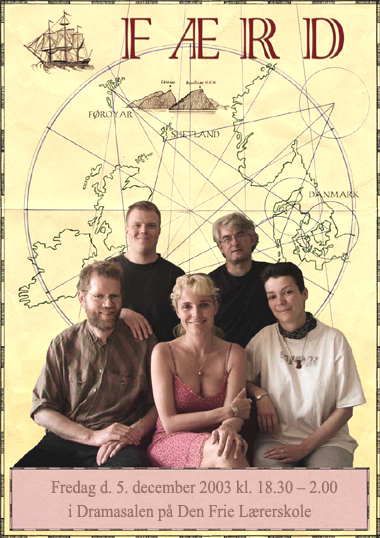 FÆRD
FØROYAR
SHETLAND
DANMARK
Fredag d. 5. december 2003 kl. 18.30 – 2.00
i Dramasalen på Den Frie Lærerskole